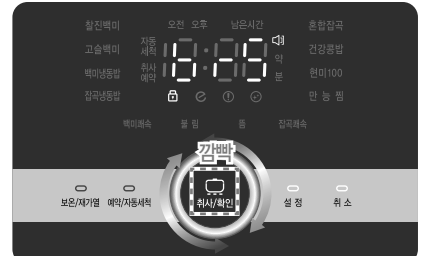 찰진백미 오전 오후 남은시간 혼합잡곡
고슬백미 자동세척 건강콩밥
백미냉동밥 취사예약 약 현미100
잡곡냉동밥 분 만능찜
백미쾌속 불림 뜸 잡곡쾌속
깜빡
보온/재가열 예약/자동세척 취사/확인 설정 취소